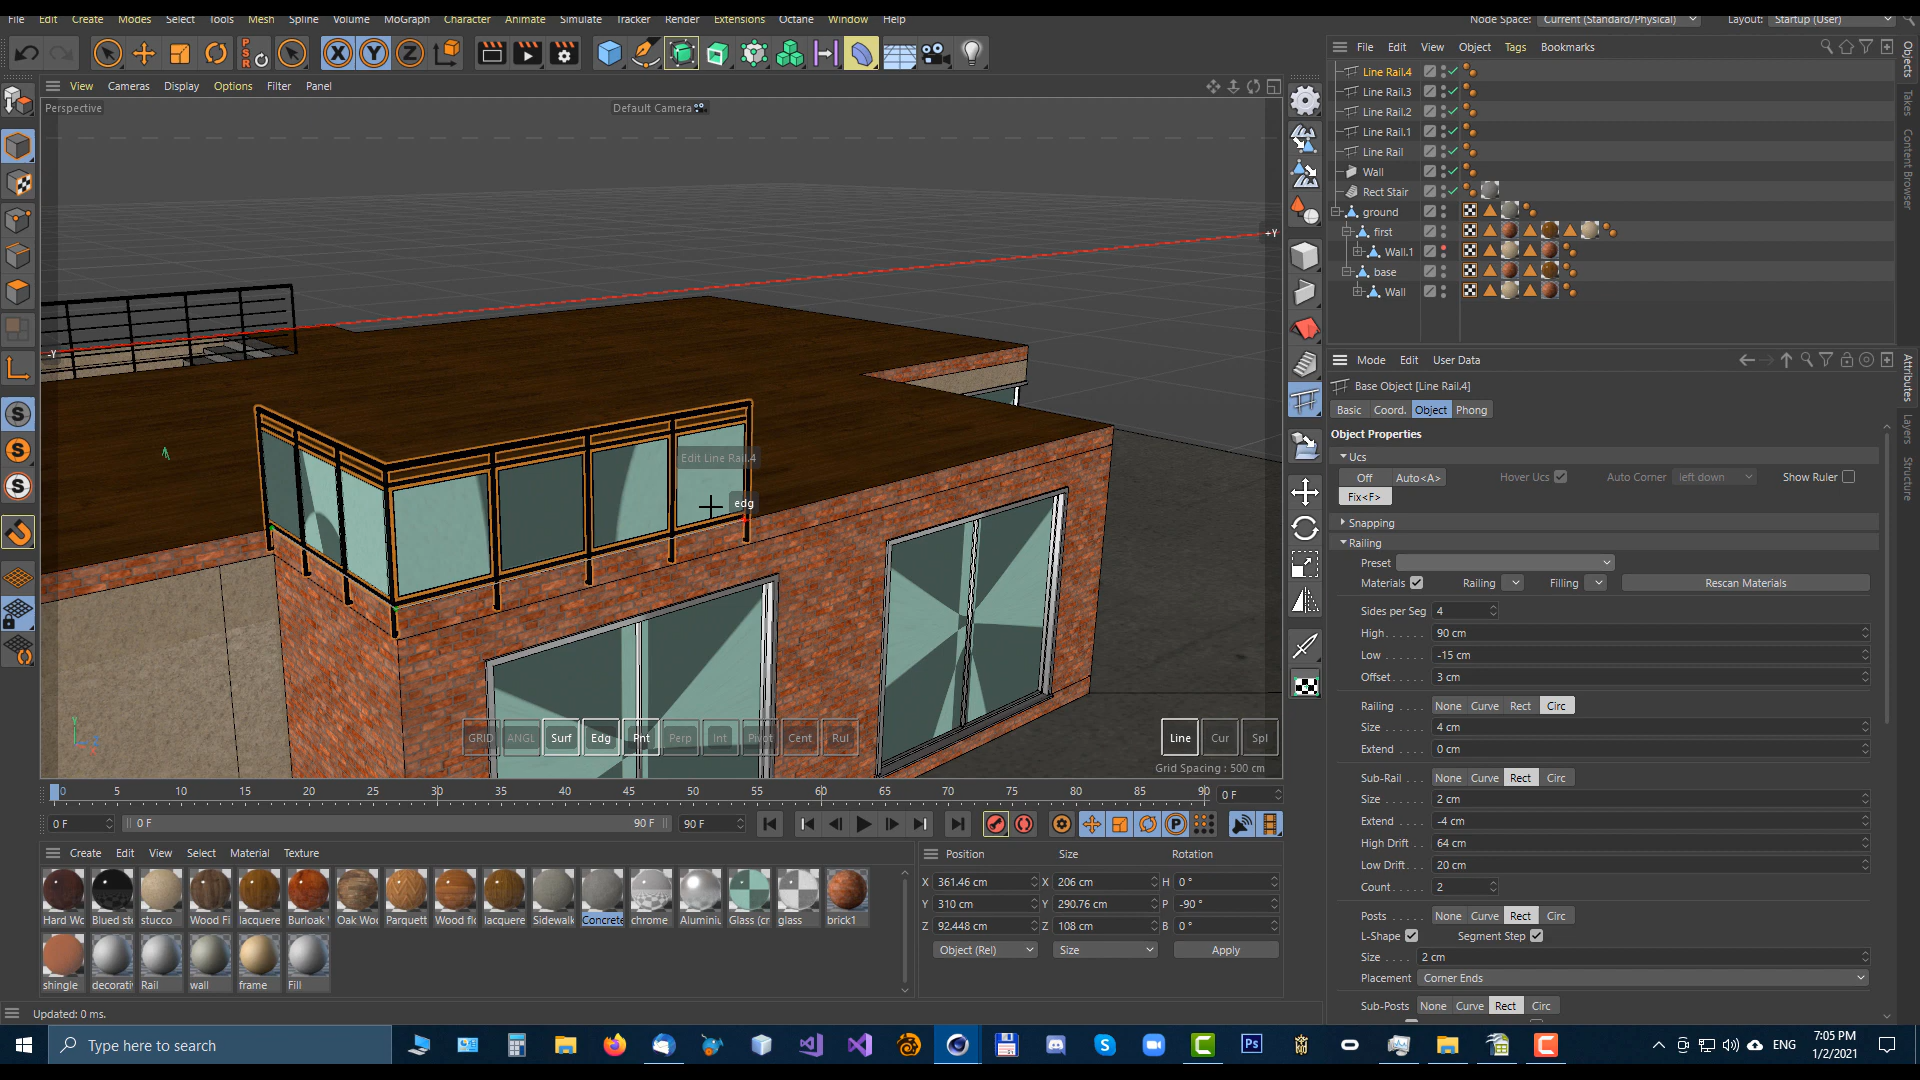 File Edit Create Modes Select Tools Mesh Spline Volume MoGraph Character Animate Simulate Tracker Render Extensions Octane Window Help
Node Space: Current (Standard/Physical) Layout: Startup (User)
File Edit View Object Tags Bookmarks
View Cameras Display Options Filter Panel
Perspective
Default Camera
Line Rail.4
Line Rail.3
Line Rail.2
Line Rail.1
Line Rail
Wall
Rect Stair
ground
first
Wall.1
base
Wall
Objects
Takes
Content Browser
+Y
-Y
Edit Line Rail.4
edg
GRID ANGL Surf Edg Pnt Perp Int Pivot Cent Rul
Line Cur Spl
Grid Spacing : 500 cm
Mode Edit User Data
Base Object [Line Rail.4]
Basic Coord. Object Phong
Object Properties
Ucs
Off Auto<A> Hover Ucs Auto Corner left down Show Ruler
Fix<F>
Snapping
Railing
Preset
Materials Railing Filling Rescan Materials
Sides per Seg 4
High 90 cm
Low -15 cm
Offset 3 cm
Railing None Curve Rect Circ
Size 4 cm
Extend 0 cm
Sub-Rail None Curve Rect Circ
Size 2 cm
Extend -4 cm
High Drift 64 cm
Low Drift 20 cm
Count 2
Posts None Curve Rect Circ
L-Shape Segment Step
Size 2 cm
Placement Corner Ends
Sub-Posts None Curve Rect Circ
Attributes
Layers
Structure
0 5 10 15 20 25 30 35 40 45 50 55 60 65 70 75 80 85 90 0 F
0 F 0 F 90 F 90 F
Create Edit View Select Material Texture
Hard Wo Blued ste stucco Wood Fi lacquere Burloak Oak Woo Parquett Wood flo lacquere Sidewalk Concrete chrome Aluminiu Glass (cr glass brick1
shingle decorati Rail wall frame Fill
Position Size Rotation
X 361.46 cm X 206 cm H 0 °
Y 310 cm Y 290.76 cm P -90 °
Z 92.448 cm Z 108 cm B 0 °
Object (Rel) Size Apply
Updated: 0 ms.
Type here to search
ENG
7:05 PM
1/2/2021